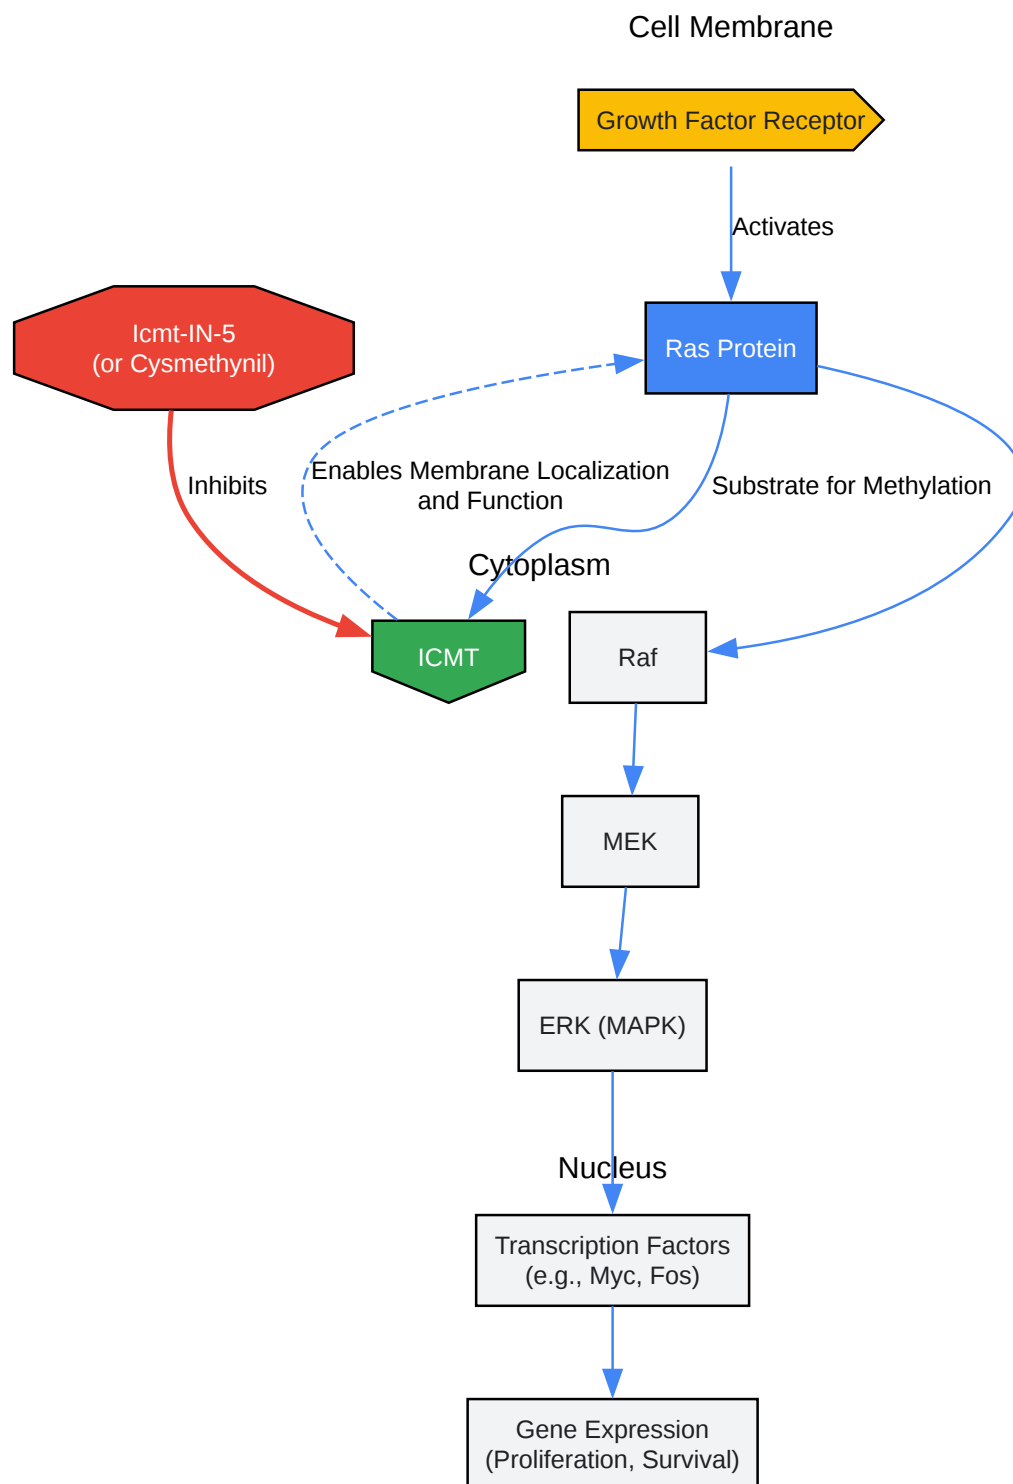 Cell Membrane
Growth Factor Receptor
Activates
Icmt-IN-5
(or Cysmethynil)
Ras Protein
Inhibits
Enables Membrane Localization
and Function
Substrate for Methylation
Cytoplasm
ICMT
Raf
MEK
ERK (MAPK)
Nucleus
Transcription Factors
(e.g., Myc, Fos)
Gene Expression
(Proliferation, Survival)